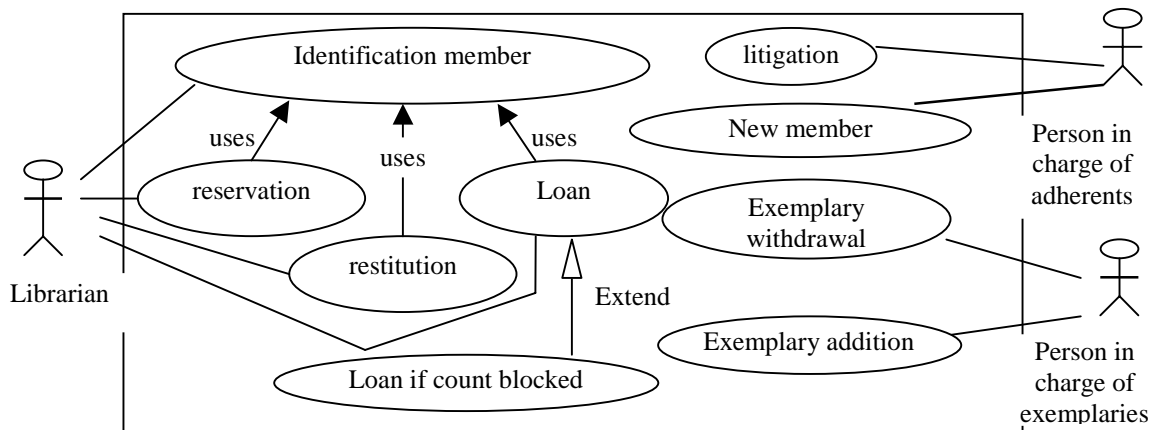 Identification member
litigation
New member
uses
uses
uses
reservation
Loan
restitution
Exemplary
withdrawal
Extend
Exemplary addition
Loan if count blocked
Librarian
Person in
charge of
adherents
Person in
charge of
exemplaries